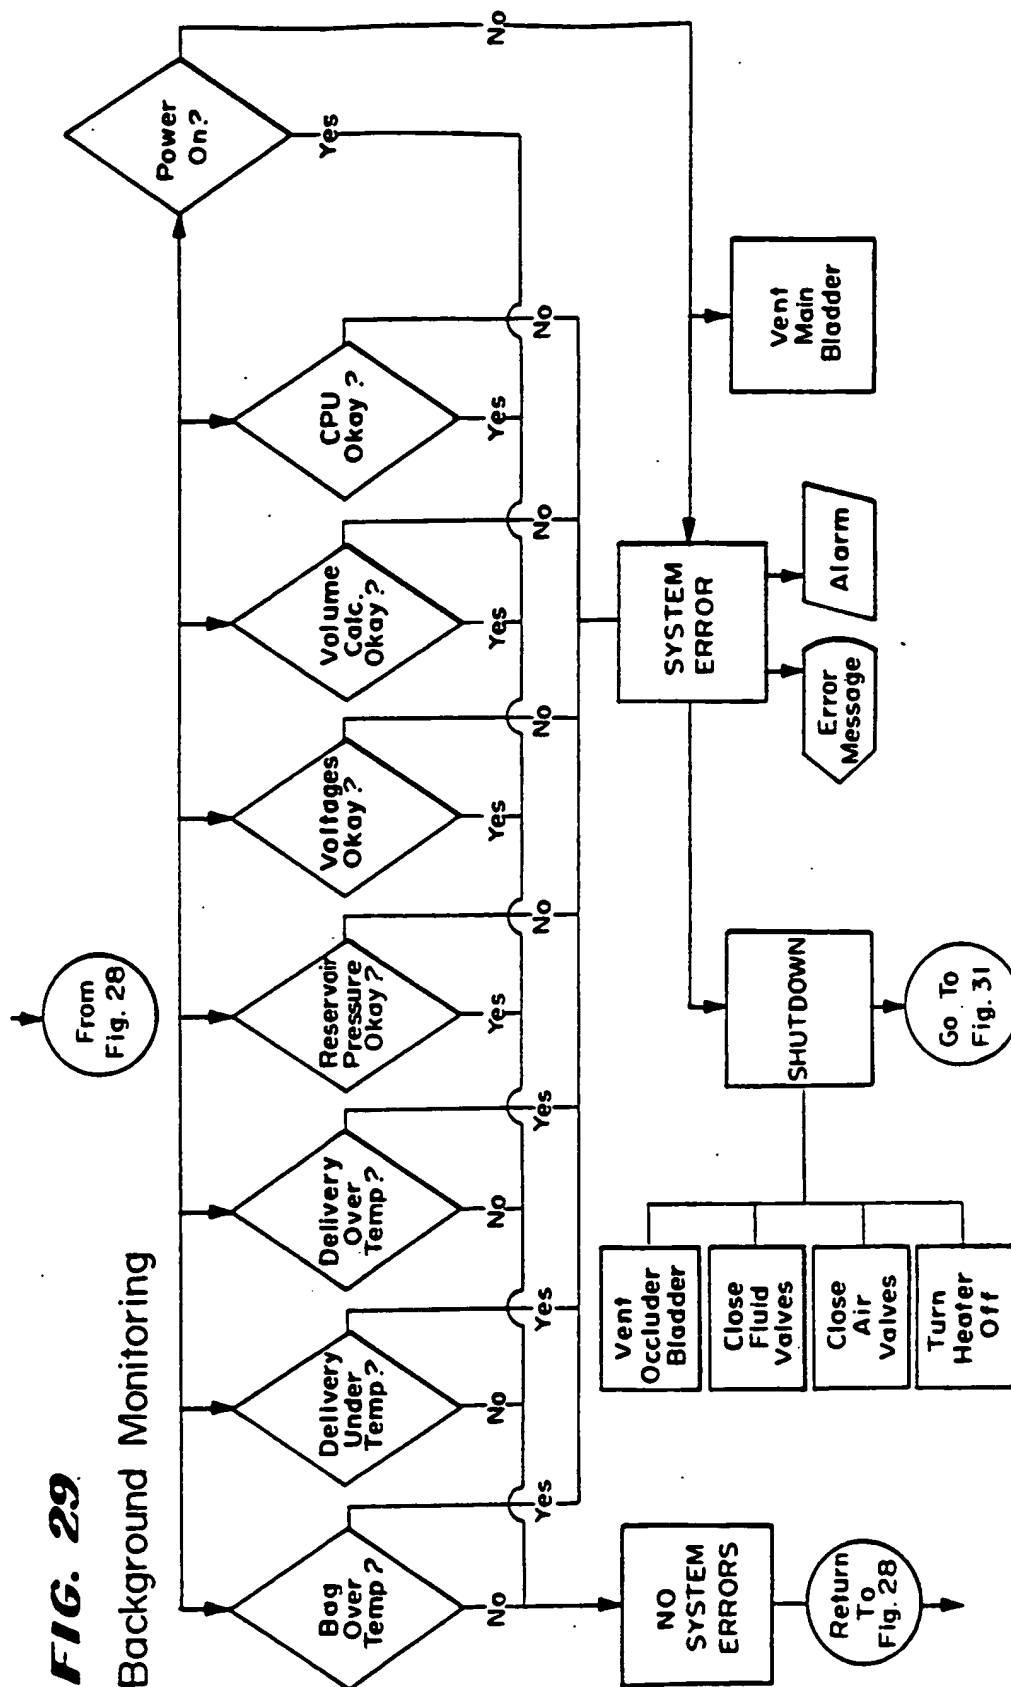 FIG. 29.
Background Monitoring
From
Fig. 28
Bag
Over
Temp?
Yes
No
Delivery
Under
Temp?
Yes
No
Delivery
Over
Temp?
Yes
No
Reservoir
Pressure
Okay?
No
Yes
Voltages
Okay?
No
Yes
Volume
Calc.
Okay?
No
Yes
CPU
Okay?
No
Yes
Power
On?
No
Yes
NO
SYSTEM
ERRORS
Return
To
Fig. 28
Vent
Occluder
Bladder
Close
Fluid
Valves
Close
Air
Valves
Turn
Heater
Off
SHUTDOWN
Go To
Fig. 31
SYSTEM
ERROR
Error
Message
Alarm
Vent
Main
Bladder